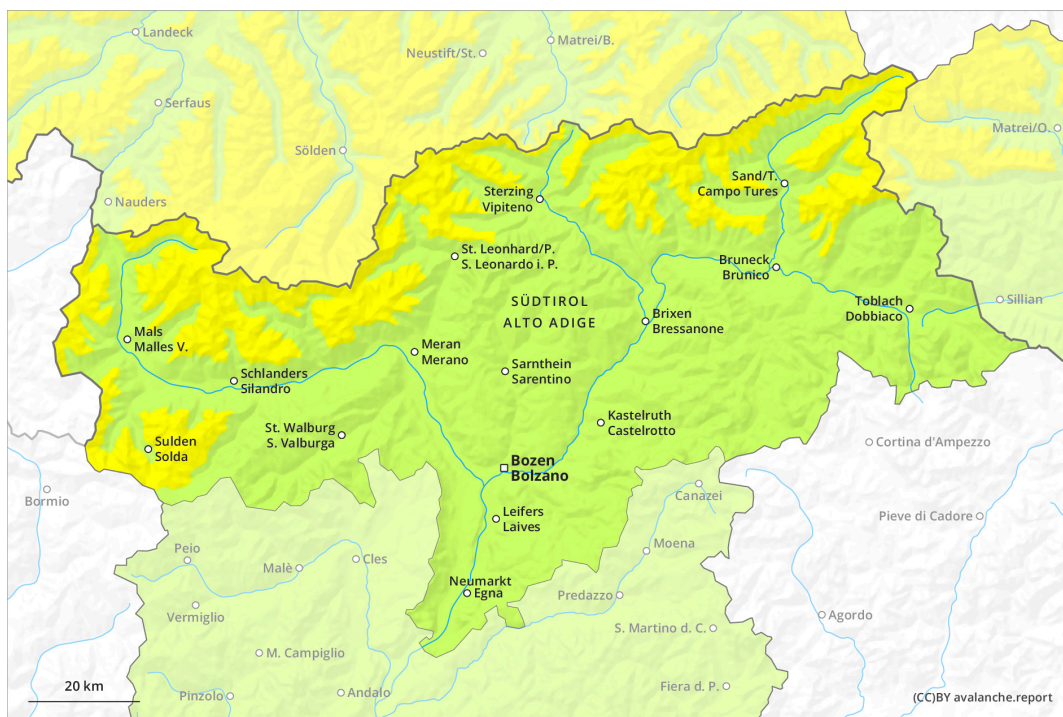 Landeck
Matrei/B.
Neustift/St.
Serfaus
Matrei/O.
Sölden
Sand/T.
Campo Tures
Sterzing
Vipiteno
Nauders
St. Leonhard/P.
S. Leonardo i. P.
Bruneck
Brunico
SÜDTIROL
ALTO ADIGE
Toblach
Dobbiaco
Sillian
Brixen
Bressanone
Mals
Malles V.
Meran
Merano
Sarnthein
Sarentino
Schlanders
Silandro
Kastelruth
Castelrotto
St. Walburg
S. Valburga
Sulden
Solda
Cortina d'Ampezzo
Bozen
Bolzano
Bormio
Canazei
Leifers
Laives
Pieve di Cadore
Peio
Moena
Cles
Malè
Neumarkt
Egna
Predazzo
Vermiglio
Agordo
S. Martino d. C.
M. Campiglio
20 km
Pinzolo
Andalo
Fiera d. P.
(CC)BY avalanche.report